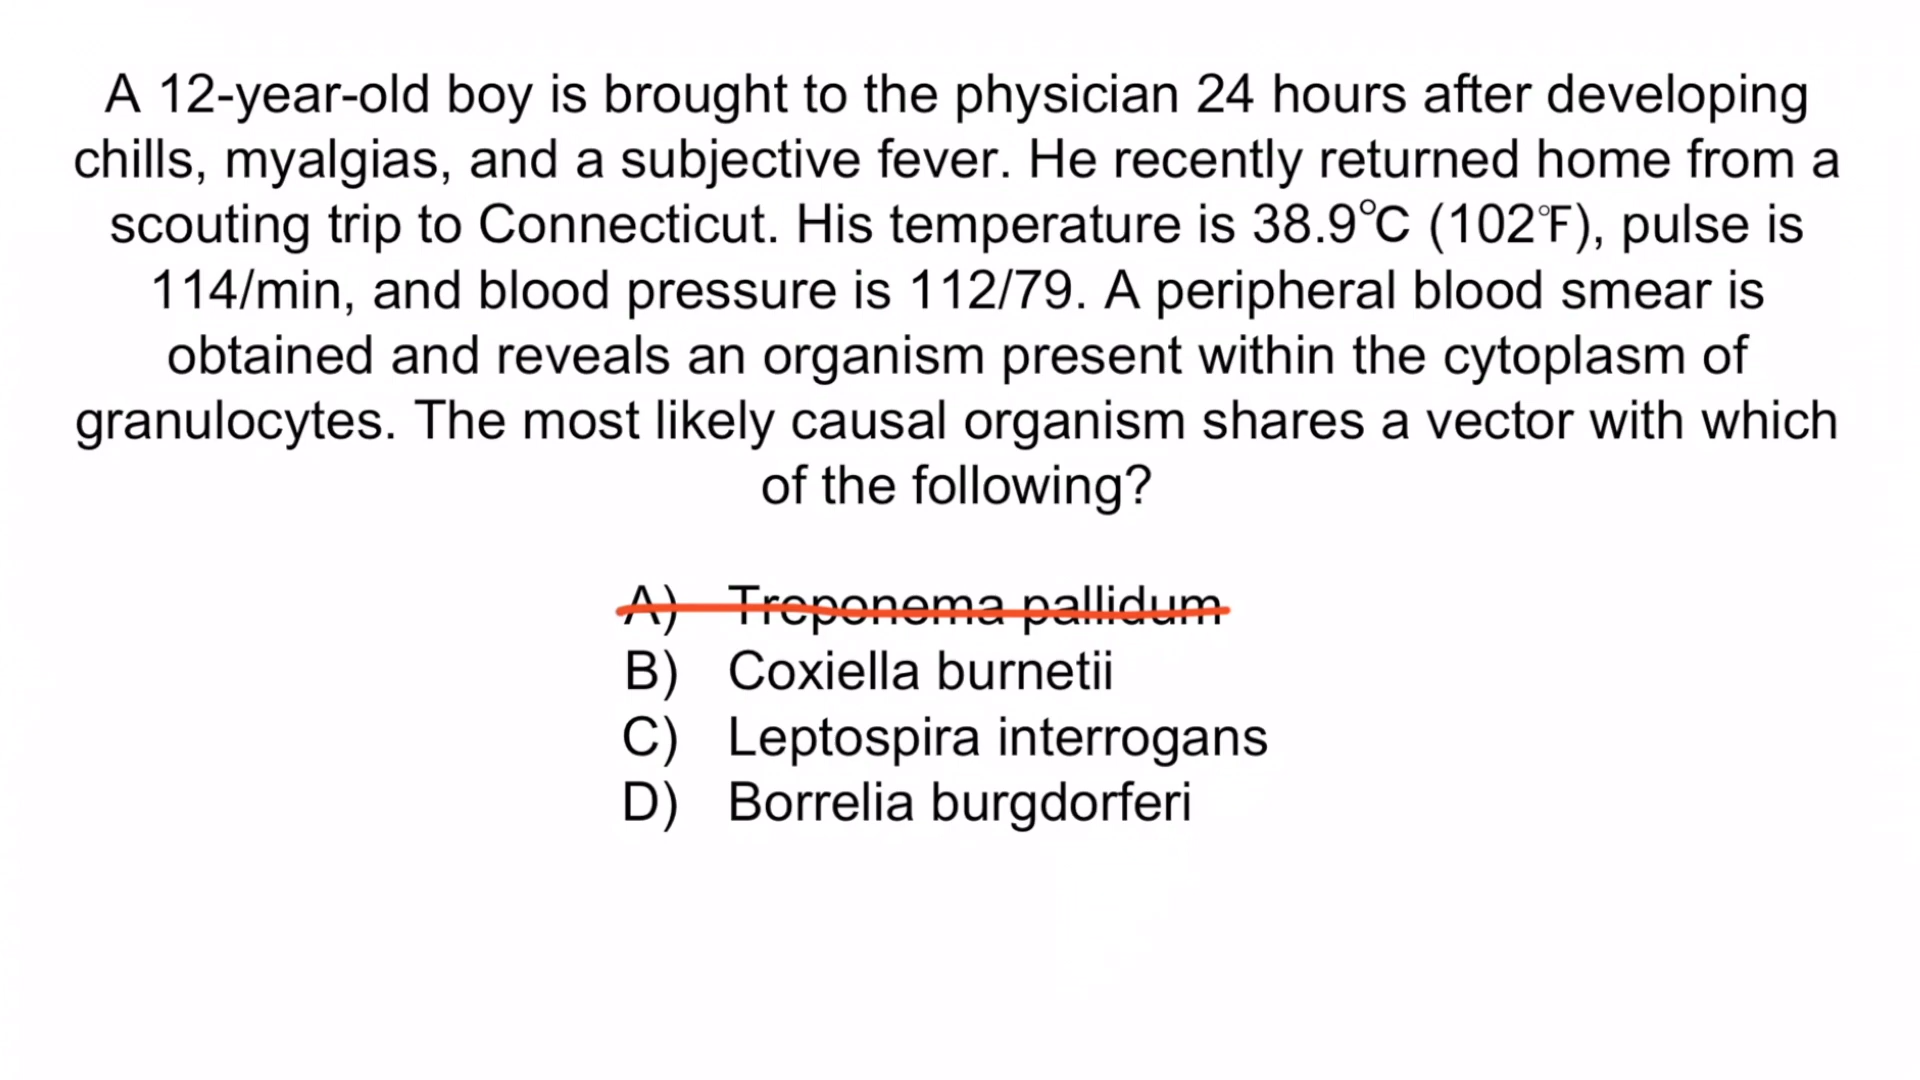 A 12-year-old boy is brought to the physician 24 hours after developing
chills, myalgias, and a subjective fever. He recently returned home from a
scouting trip to Connecticut. His temperature is 38.9℃ (102℉), pulse is
114/min, and blood pressure is 112/79. A peripheral blood smear is
obtained and reveals an organism present within the cytoplasm of
granulocytes. The most likely causal organism shares a vector with which
of the following?
A) Treponema pallidum
B) Coxiella burnetii
C) Leptospira interrogans
D) Borrelia burgdorferi